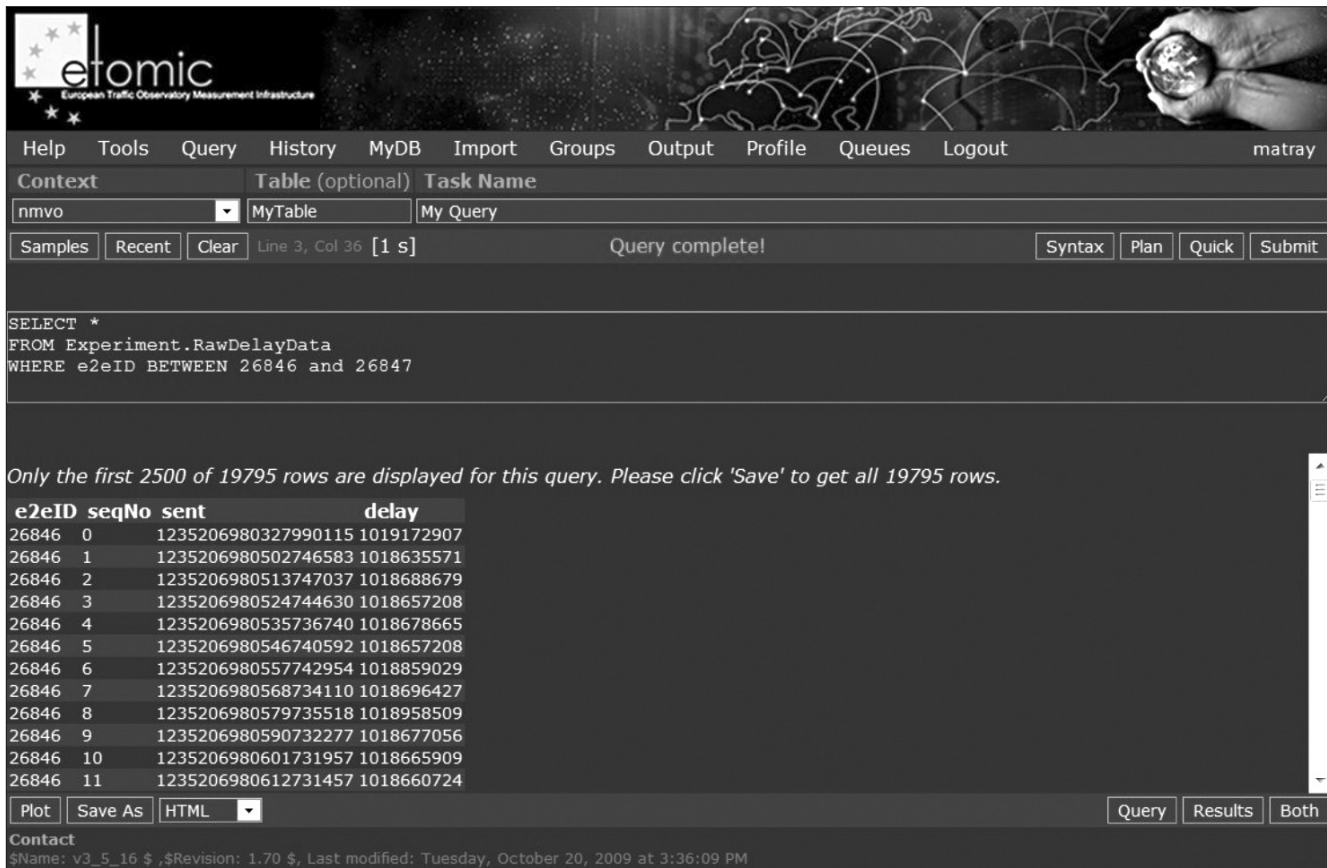 etomic
European Traffic Observatory Measurement Infrastructure
Help Tools Query History MyDB Import Groups Output Profile Queues Logout matray
Context Table (optional) Task Name
nmvo MyTable My Query
Samples Recent Clear Line 3, Col 36 [1 s] Query complete! Syntax Plan Quick Submit
SELECT *
FROM Experiment.RawDelayData
WHERE e2eID BETWEEN 26846 and 26847
Only the first 2500 of 19795 rows are displayed for this query. Please click 'Save' to get all 19795 rows.
e2eID seqNo sent delay
26846 0 1235206980327990115 1019172907
26846 1 1235206980502746583 1018635571
26846 2 1235206980513747037 1018688679
26846 3 1235206980524744630 1018657208
26846 4 1235206980535736740 1018678665
26846 5 1235206980546740592 1018657208
26846 6 1235206980557742954 1018859029
26846 7 1235206980568734110 1018696427
26846 8 1235206980579735518 1018958509
26846 9 1235206980590732277 1018677056
26846 10 1235206980601731957 1018665909
26846 11 1235206980612731457 1018660724
Plot Save As HTML Query Results Both
Contact
$Name: v3_5_16 $ ,$Revision: 1.70 $, Last modified: Tuesday, October 20, 2009 at 3:36:09 PM